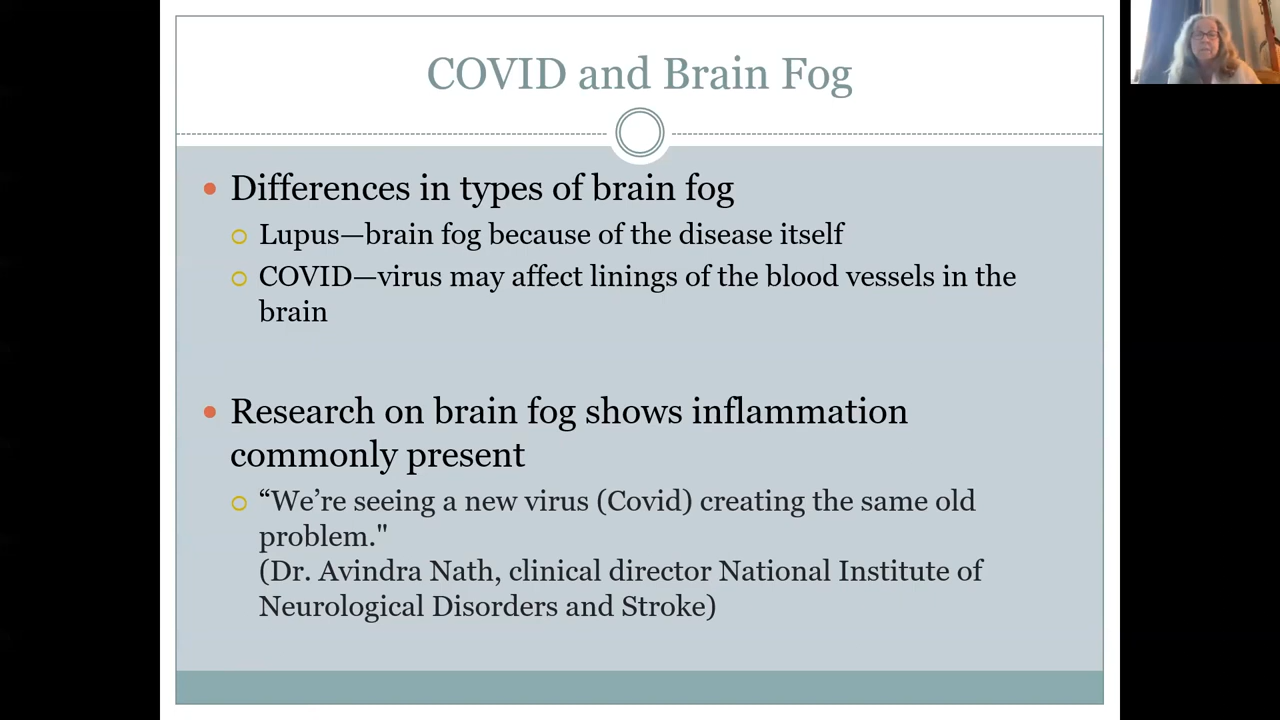 COVID and Brain Fog
Differences in types of brain fog
Lupus—brain fog because of the disease itself
COVID—virus may affect linings of the blood vessels in the
brain
Research on brain fog shows inflammation
commonly present
“We’re seeing a new virus (Covid) creating the same old
problem."
(Dr. Avindra Nath, clinical director National Institute of
Neurological Disorders and Stroke)